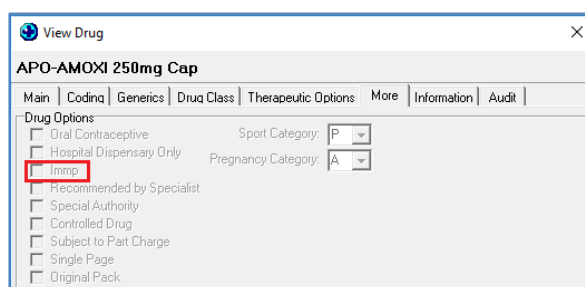 View Drug
APO-AMOXI 250mg Cap
Main Coding Generics Drug Class Therapeutic Options More Information Audit
Drug Options
Oral Contraceptive Sport Category: P
Hospital Dispensary Only Pregnancy Category: A
Immp
Recommended by Specialist
Special Authority
Controlled Drug
Subject to Part Charge
Single Page
Original Pack